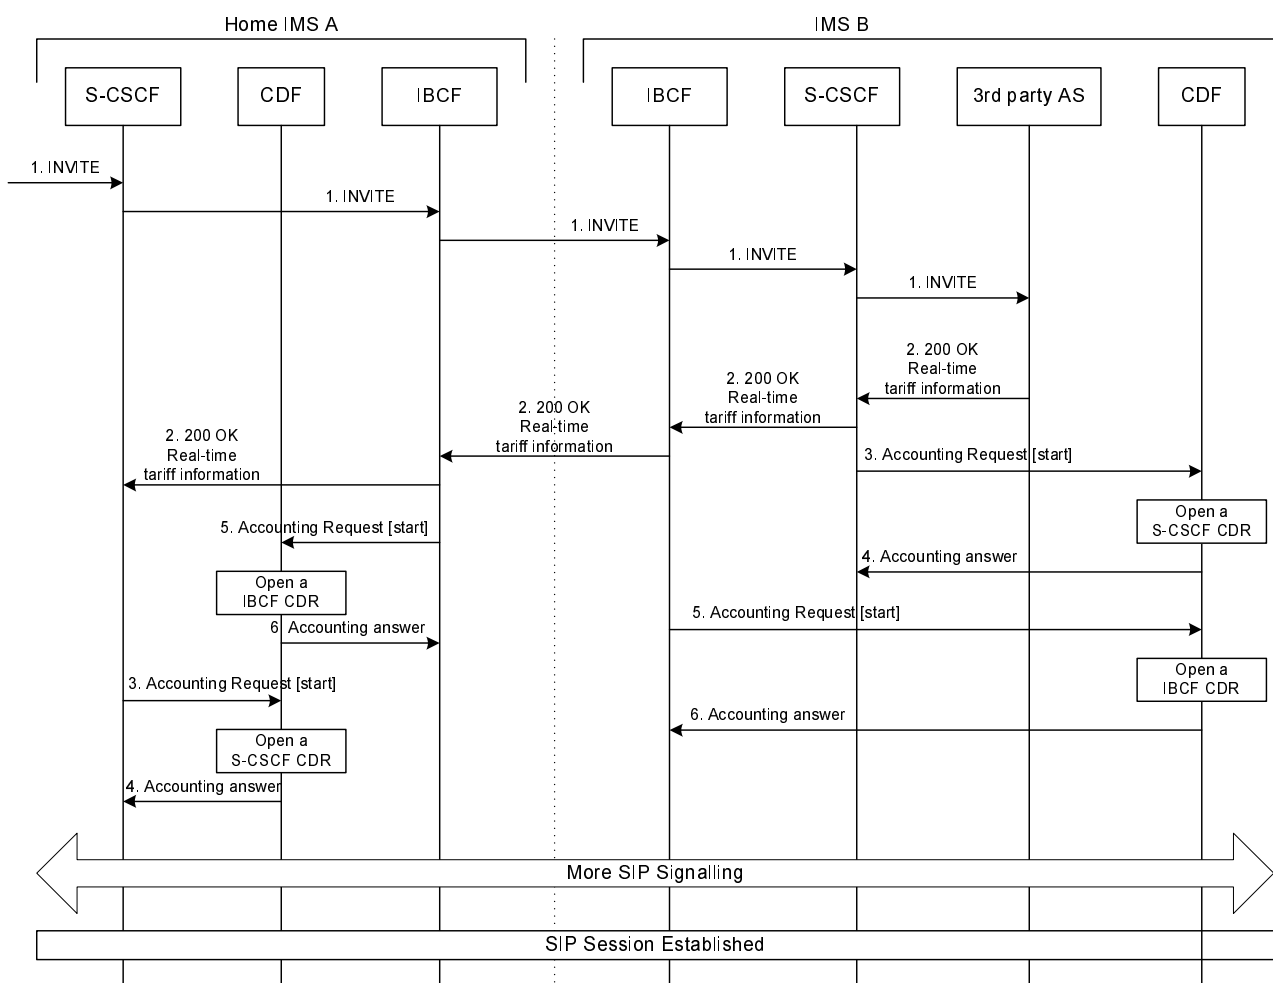 Home IMS A
IMS B
S-CSCF
CDF
IBCF
IBCF
S-CSCF
3rd party AS
CDF
1. INVITE
1. INVITE
1. INVITE
1. INVITE
1. INVITE
2. 200 OK
Real-time
tariff information
2. 200 OK
Real-time
tariff information
2. 200 OK
Real-time
tariff information
2. 200 OK
Real-time
tariff information
3. Accounting Request [start]
Open a
S-CSCF CDR
5. Accounting Request [start]
4. Accounting answer
Open a
IBCF CDR
5. Accounting Request [start]
6. Accounting answer
Open a
IBCF CDR
3. Accounting Request [start]
6. Accounting answer
Open a
S-CSCF CDR
4. Accounting answer
More SIP Signalling
SIP Session Established